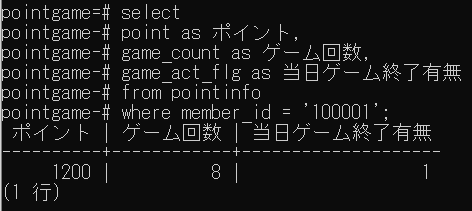 pointgame=# select
pointgame-# point as ポイント,
pointgame-# game_count as ゲーム回数,
pointgame-# game_act_flg as 当日ゲーム終了有無
pointgame-# from pointinfo
pointgame-# where member_id = '100001';
ポイント | ゲーム回数 | 当日ゲーム終了有無
----------+------------+--------------------
1200 | 8 | 1
(1 行)